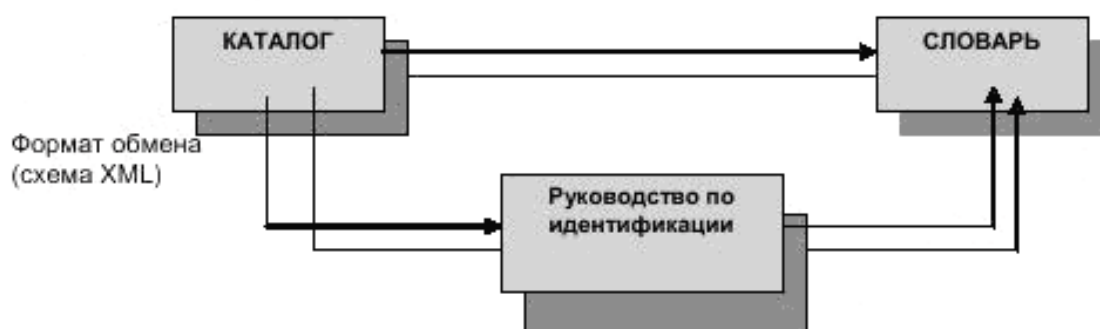 КАТАЛОГ
СЛОВАРЬ
Формат обмена
(схема XML)
Руководство по
идентификации